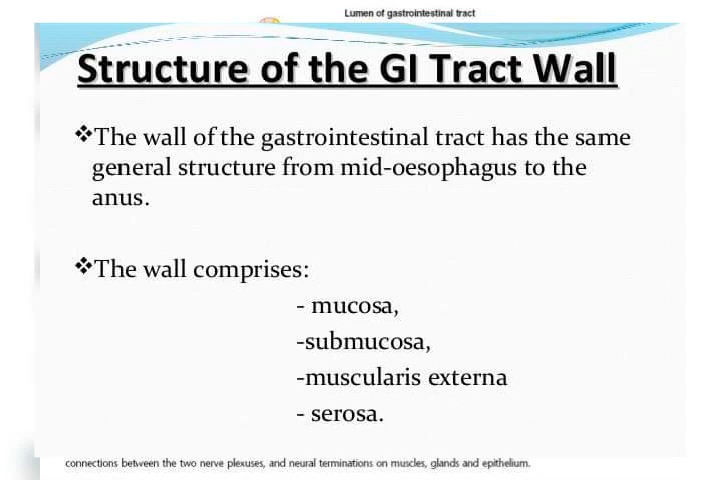 Lumen of gastrointestinal tract
Structure of the GI Tract Wall
❖The wall of the gastrointestinal tract has the same
general structure from mid-oesophagus to the
anus.
❖The wall comprises:
- mucosa,
-submucosa,
-muscularis externa
- serosa.
connections between the two nerve plexuses, and neural terminations on muscles, glands and epithelium.